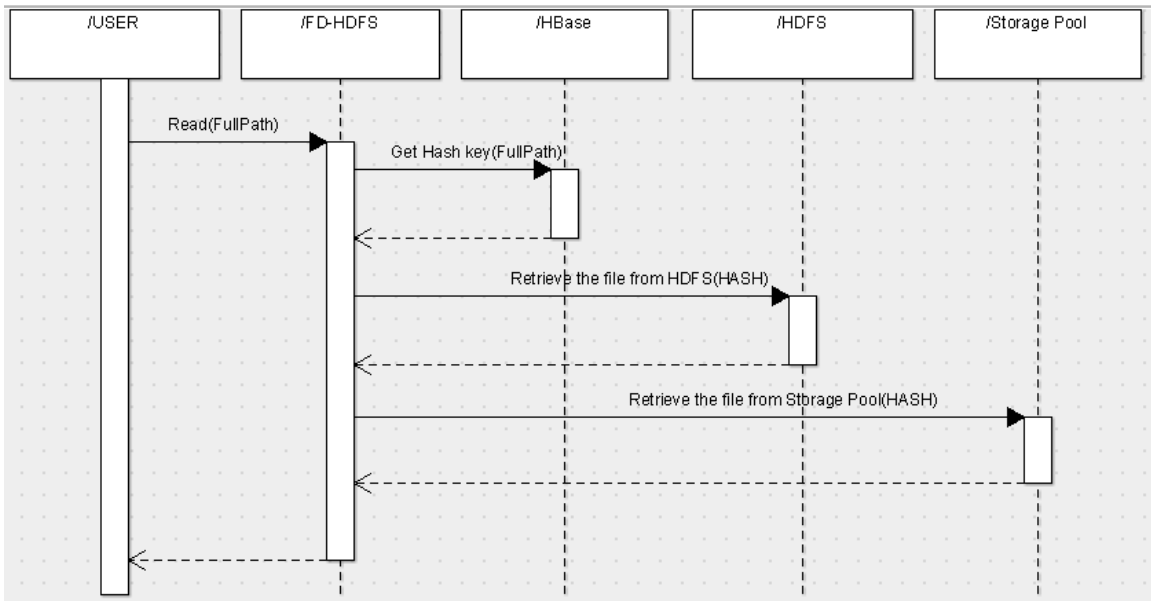 /USER
/FD-HDFS
/HBase
/HDFS
/Storage Pool
Read(FullPath)
Get Hash key(FullPath)
Retrieve the file from HDFS(HASH)
Retrieve the file from Storage Pool(HASH)